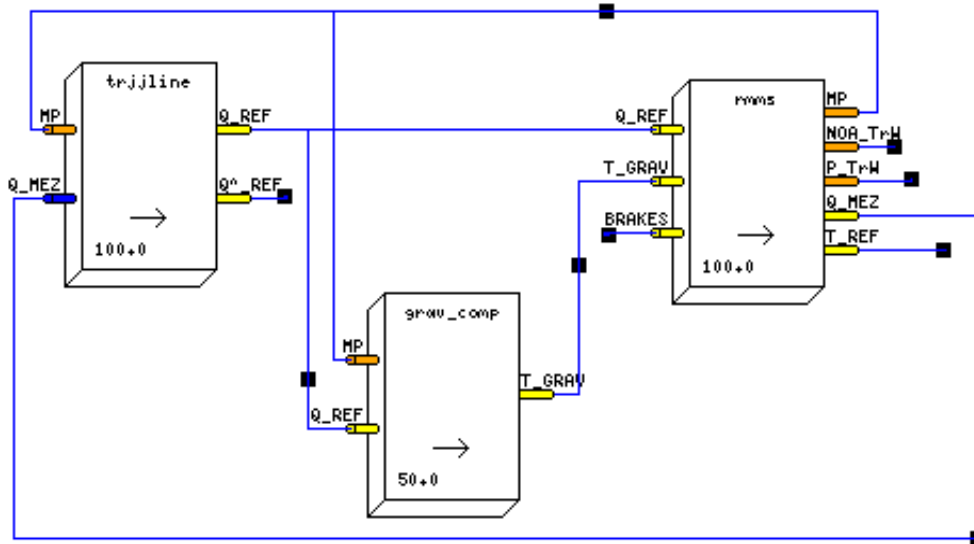 trjjline
MP
Q_REF
Q_MEZ
Q^_REF
100.0
rmms
Q_REF
MP
NOA_TrW
T_GRAV
P_TrW
Q_MEZ
BRAKES
T_REF
100.0
grav_comp
MP
T_GRAV
Q_REF
50.0